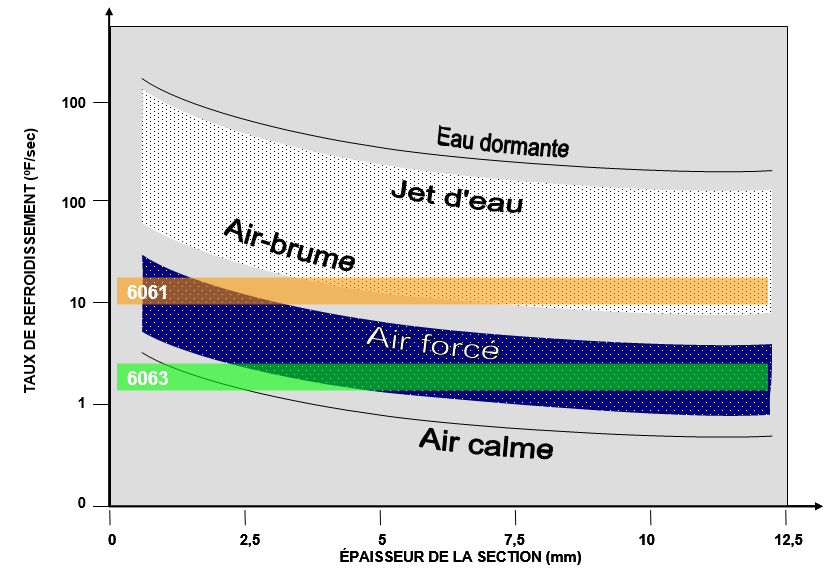 TAUX DE REFROIDISSEMENT (ºF/sec)
100
100
10
1
0
Eau dormante
Jet d'eau
Air-brume
6061
Air forcé
6063
Air calme
0
2,5
5
7,5
10
12,5
ÉPAISSEUR DE LA SECTION (mm)